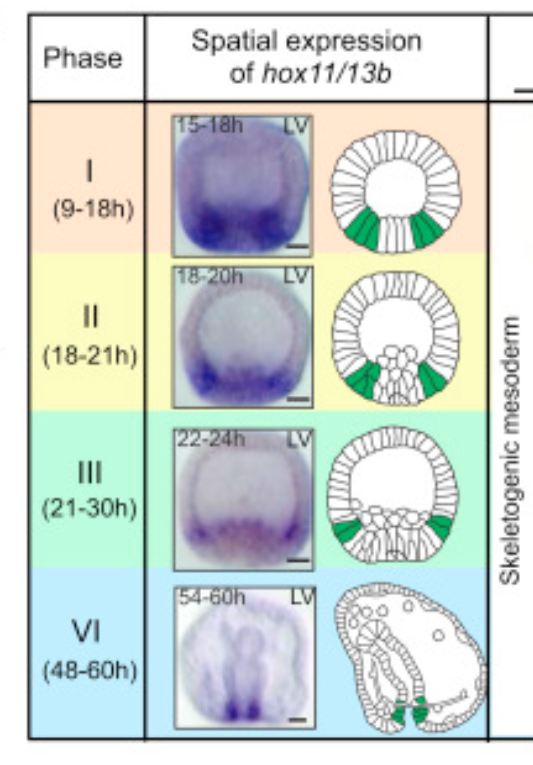 Phase
Spatial expression
of hox11/13b
I
(9-18h)
15-18h LV
II
(18-21h)
18-20h LV
III
(21-30h)
22-24h LV
VI
(48-60h)
54-60h LV
Skeletogenic mesoderm